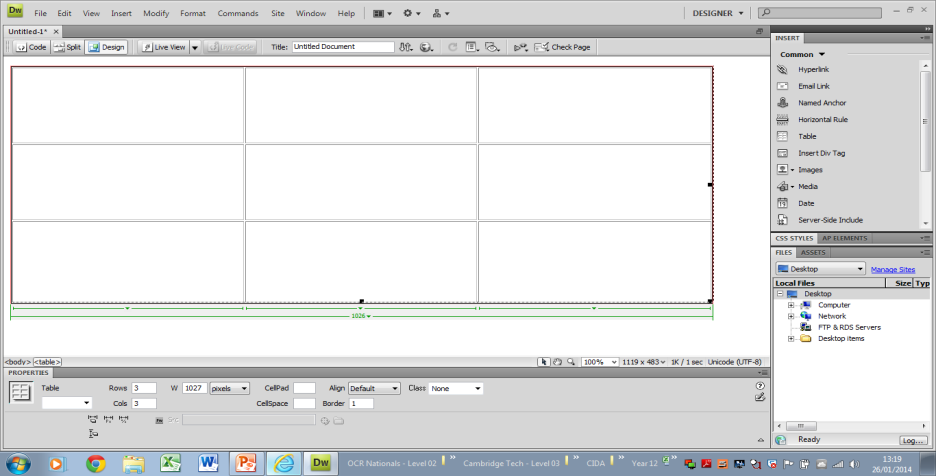 Dw File Edit View Insert Modify Format Commands Site Window Help DESIGNER
Untitled-1* ×
Code Split Design Live View Live Code Title: Untitled Document Check Page
INSERT
Common
Hyperlink
Email Link
Named Anchor
Horizontal Rule
Table
Insert Div Tag
Images
Media
Date
Server-Side Include
CSS STYLES AP ELEMENTS
FILES ASSETS
Desktop Manage Sites
Local Files Size Typ
Desktop
Computer
Network
FTP & RDS Servers
Desktop items
1026
<body> <table> 100% 1119 x 483 1K / 1 sec Unicode (UTF-8)
PROPERTIES
Table Rows 3 W 1027 pixels CellPad Align Default Class None
Cols 3 CellSpace Border 1
Src
Ready Log...
OCR Nationals - Level 02 » Cambridge Tech - Level 03 » CIDA » Year 12 »
13:19
26/01/2014